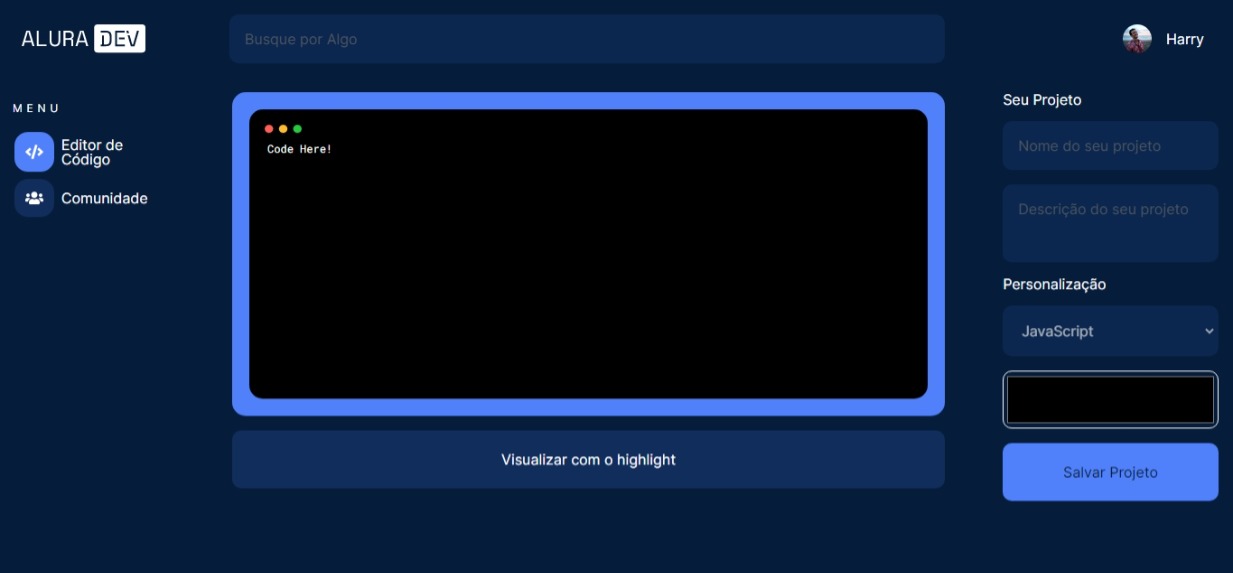 ALURA DEV
Busque por Algo
Harry
MENU
Editor de
Código
Comunidade
Code Here!
Visualizar com o highlight
Seu Projeto
Nome do seu projeto
Descrição do seu projeto
Personalização
JavaScript
Salvar Projeto